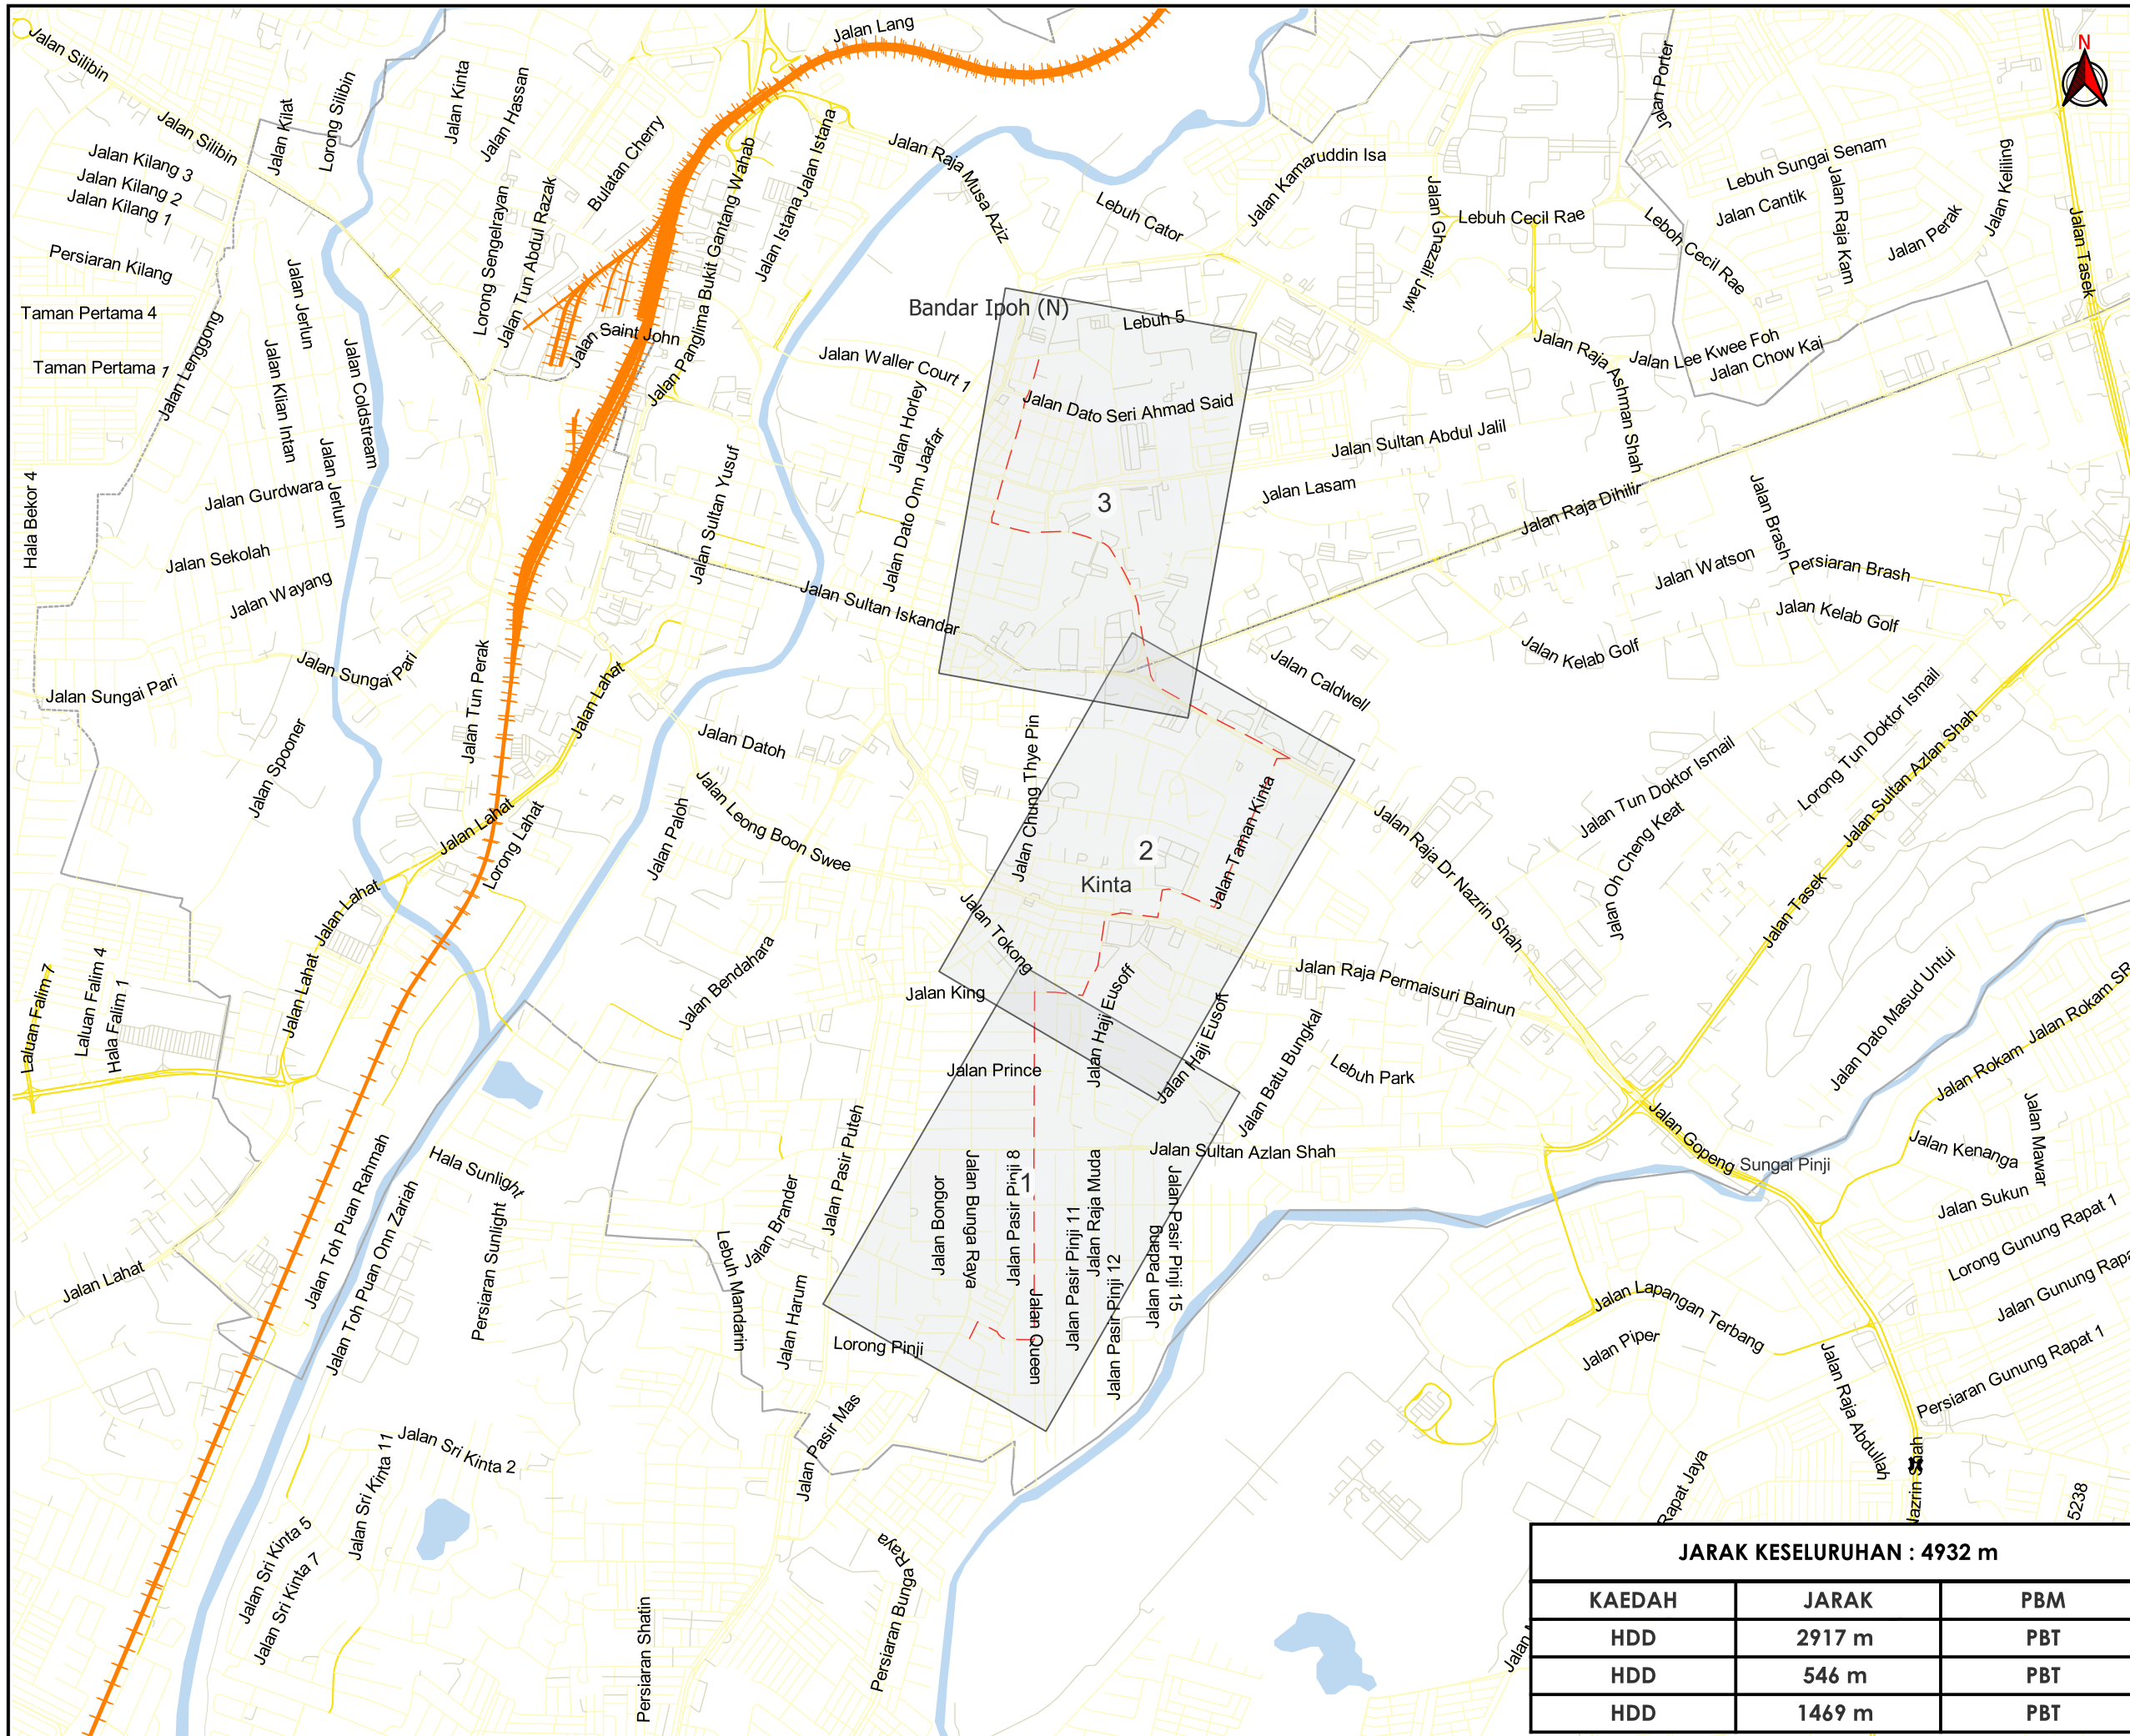 Jalan Lang
N
Jalan Silibin
Jalan Silibin
Jalan Kilat
Lorong Silibin
Jalan Kinta
Jalan Hassan
Bulatan Cherry
Jalan Istana
Jalan Istana
Jalan Raja Musa Aziz
Lebuh Cator
Jalan Kamaruddin Isa
Jalan Ghazali Jawi
Lebuh Cecil Rae
Leboh Cecil Rae
Jalan Porter
Lebuh Sungai Senam
Jalan Cantik
Jalan Raja Kam
Jalan Perak
Jalan Keliling
Jalan Tasek
Jalan Kilang 3
Jalan Kilang 2
Jalan Kilang 1
Persiaran Kilang
Taman Pertama 4
Taman Pertama 1
Jalan Lenggong
Jalan Jerlun
Jalan Klian Intan
Jalan Coldstream
Jalan Jerlun
Lorong Sengelrayan
Jalan Tun Abdul Razak
Jalan Saint John
Jalan Panglima Bukit Gantang Wahab
Bandar Ipoh (N)
Lebuh 5
Jalan Waller Court 1
Jalan Horley
Jalan Dato Onn Jaafar
Jalan Dato Seri Ahmad Said
Jalan Raja Ashman Shah
Jalan Lee Kwee Foh
Jalan Chow Kai
Jalan Sultan Abdul Jalil
Jalan Lasam
Jalan Raja Dihilir
Jalan Brash
Persiaran Brash
Jalan Watson
Jalan Kelab Golf
Jalan Kelab Golf
3
Hala Bekor 4
Jalan Gurdwara
Jalan Sekolah
Jalan Wayang
Jalan Sultan Yusuf
Jalan Sultan Iskandar
Jalan Sungai Pari
Jalan Sungai Pari
Jalan Tun Perak
Jalan Lahat
Jalan Spooner
Jalan Datoh
Jalan Caldwell
Jalan Chung Thye Pin
Jalan Taman Kinta
Jalan Leong Boon Swee
Jalan Paloh
Jalan Lahat
Lorong Lahat
Jalan Lahat
Jalan Lahat
2
Kinta
Jalan Raja Dr Nazrin Shah
Jalan Tun Doktor Ismail
Lorong Tun Doktor Ismail
Jalan Oh Cheng Keat
Jalan Sultan Azlan Shah
Jalan Tasek
Jalan Tokong
Jalan Bendahara
Jalan King
Jalan Haji Eusoff
Jalan Haji Eusoff
Jalan Raja Permaisuri Bainun
Jalan Batu Bungkal
Lebuh Park
Jalan Prince
Laluan Falim 7
Laluan Falim 4
Hala Falim 1
Jalan Dato Masud Untui
Jalan Rokam
Jalan Rokam SR
Jalan Gopeng
Sungai Pinji
Jalan Kenanga
Jalan Mawar
Jalan Sukun
Lorong Gunung Rapat 1
Jalan Gunung Rapa
Persiaran Gunung Rapat 1
Jalan Pasir Puteh
Jalan Sultan Azlan Shah
1
Jalan Bongor
Jalan Bunga Raya
Jalan Pasir Pinji 8
Jalan Queen
Jalan Pasir Pinji 11
Jalan Raja Muda
Jalan Pasir Pinji 12
Jalan Padang
Jalan Pasir Pinji 15
Hala Sunlight
Persiaran Sunlight
Jalan Toh Puan Rahmah
Jalan Toh Puan Onn Zariah
Lebuh Mandarin
Jalan Brander
Jalan Harum
Lorong Pinji
Jalan Lahat
Jalan Lapangan Terbang
Jalan Piper
Jalan Raja Abdullah
Jalan Pasir Mas
Jalan Sri Kinta 2
Jalan Sri Kinta 11
Jalan Sri Kinta 5
Jalan Sri Kinta 7
Persiaran Shatin
Persiaran Bunga Raya
Rapat Jaya
Nazrin Shah
5238
Jalan
JARAK KESELURUHAN : 4932 m
KAEDAH JARAK PBM
HDD 2917 m PBT
HDD 546 m PBT
HDD 1469 m PBT